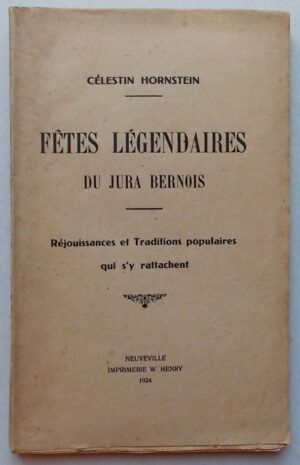 CÉLESTIN HORNSTEIN
FÊTES LÉGENDAIRES
DU JURA BERNOIS
Réjouissances et Traditions populaires
qui s'y rattachent
NEUVEVILLE
IMPRIMERIE W. HENRY
1924